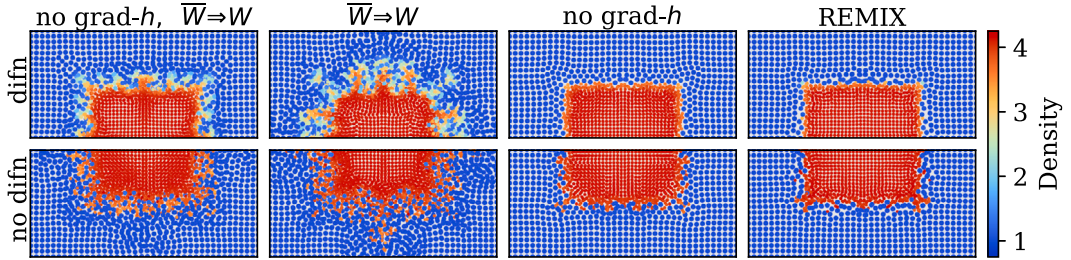 no grad-h, W̅⇒W
W̅⇒W
no grad-h
REMIX
difn
no difn
4
3
2
1
Density